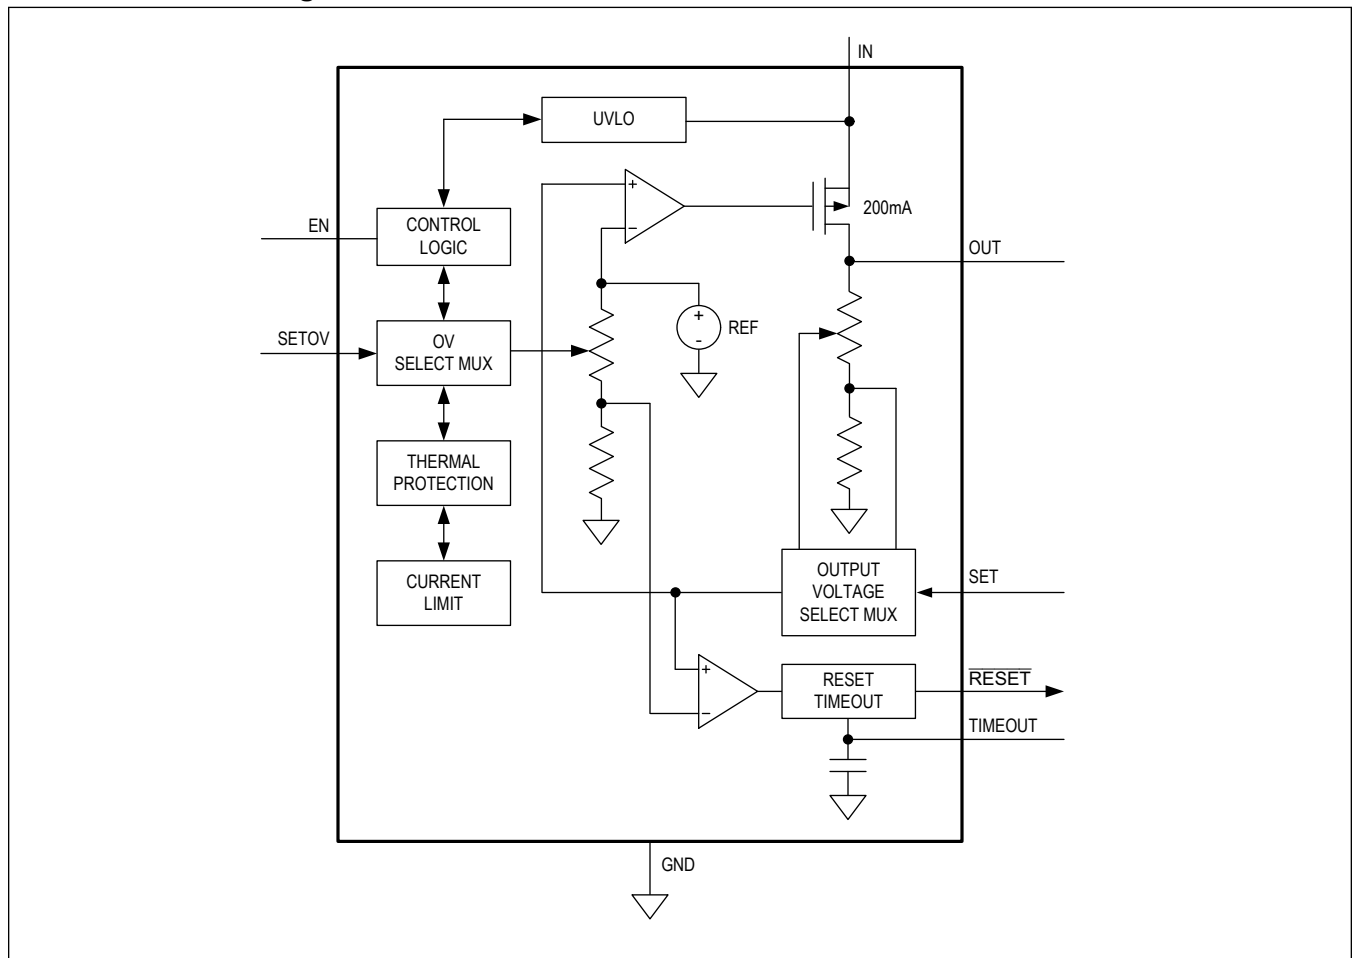 IN
UVLO
+
−
200mA
EN
CONTROL
LOGIC
OUT
SETOV
OV
SELECT MUX
+
-
REF
THERMAL
PROTECTION
CURRENT
LIMIT
OUTPUT
VOLTAGE
SELECT MUX
SET
+
−
RESET
TIMEOUT
RESET
TIMEOUT
GND